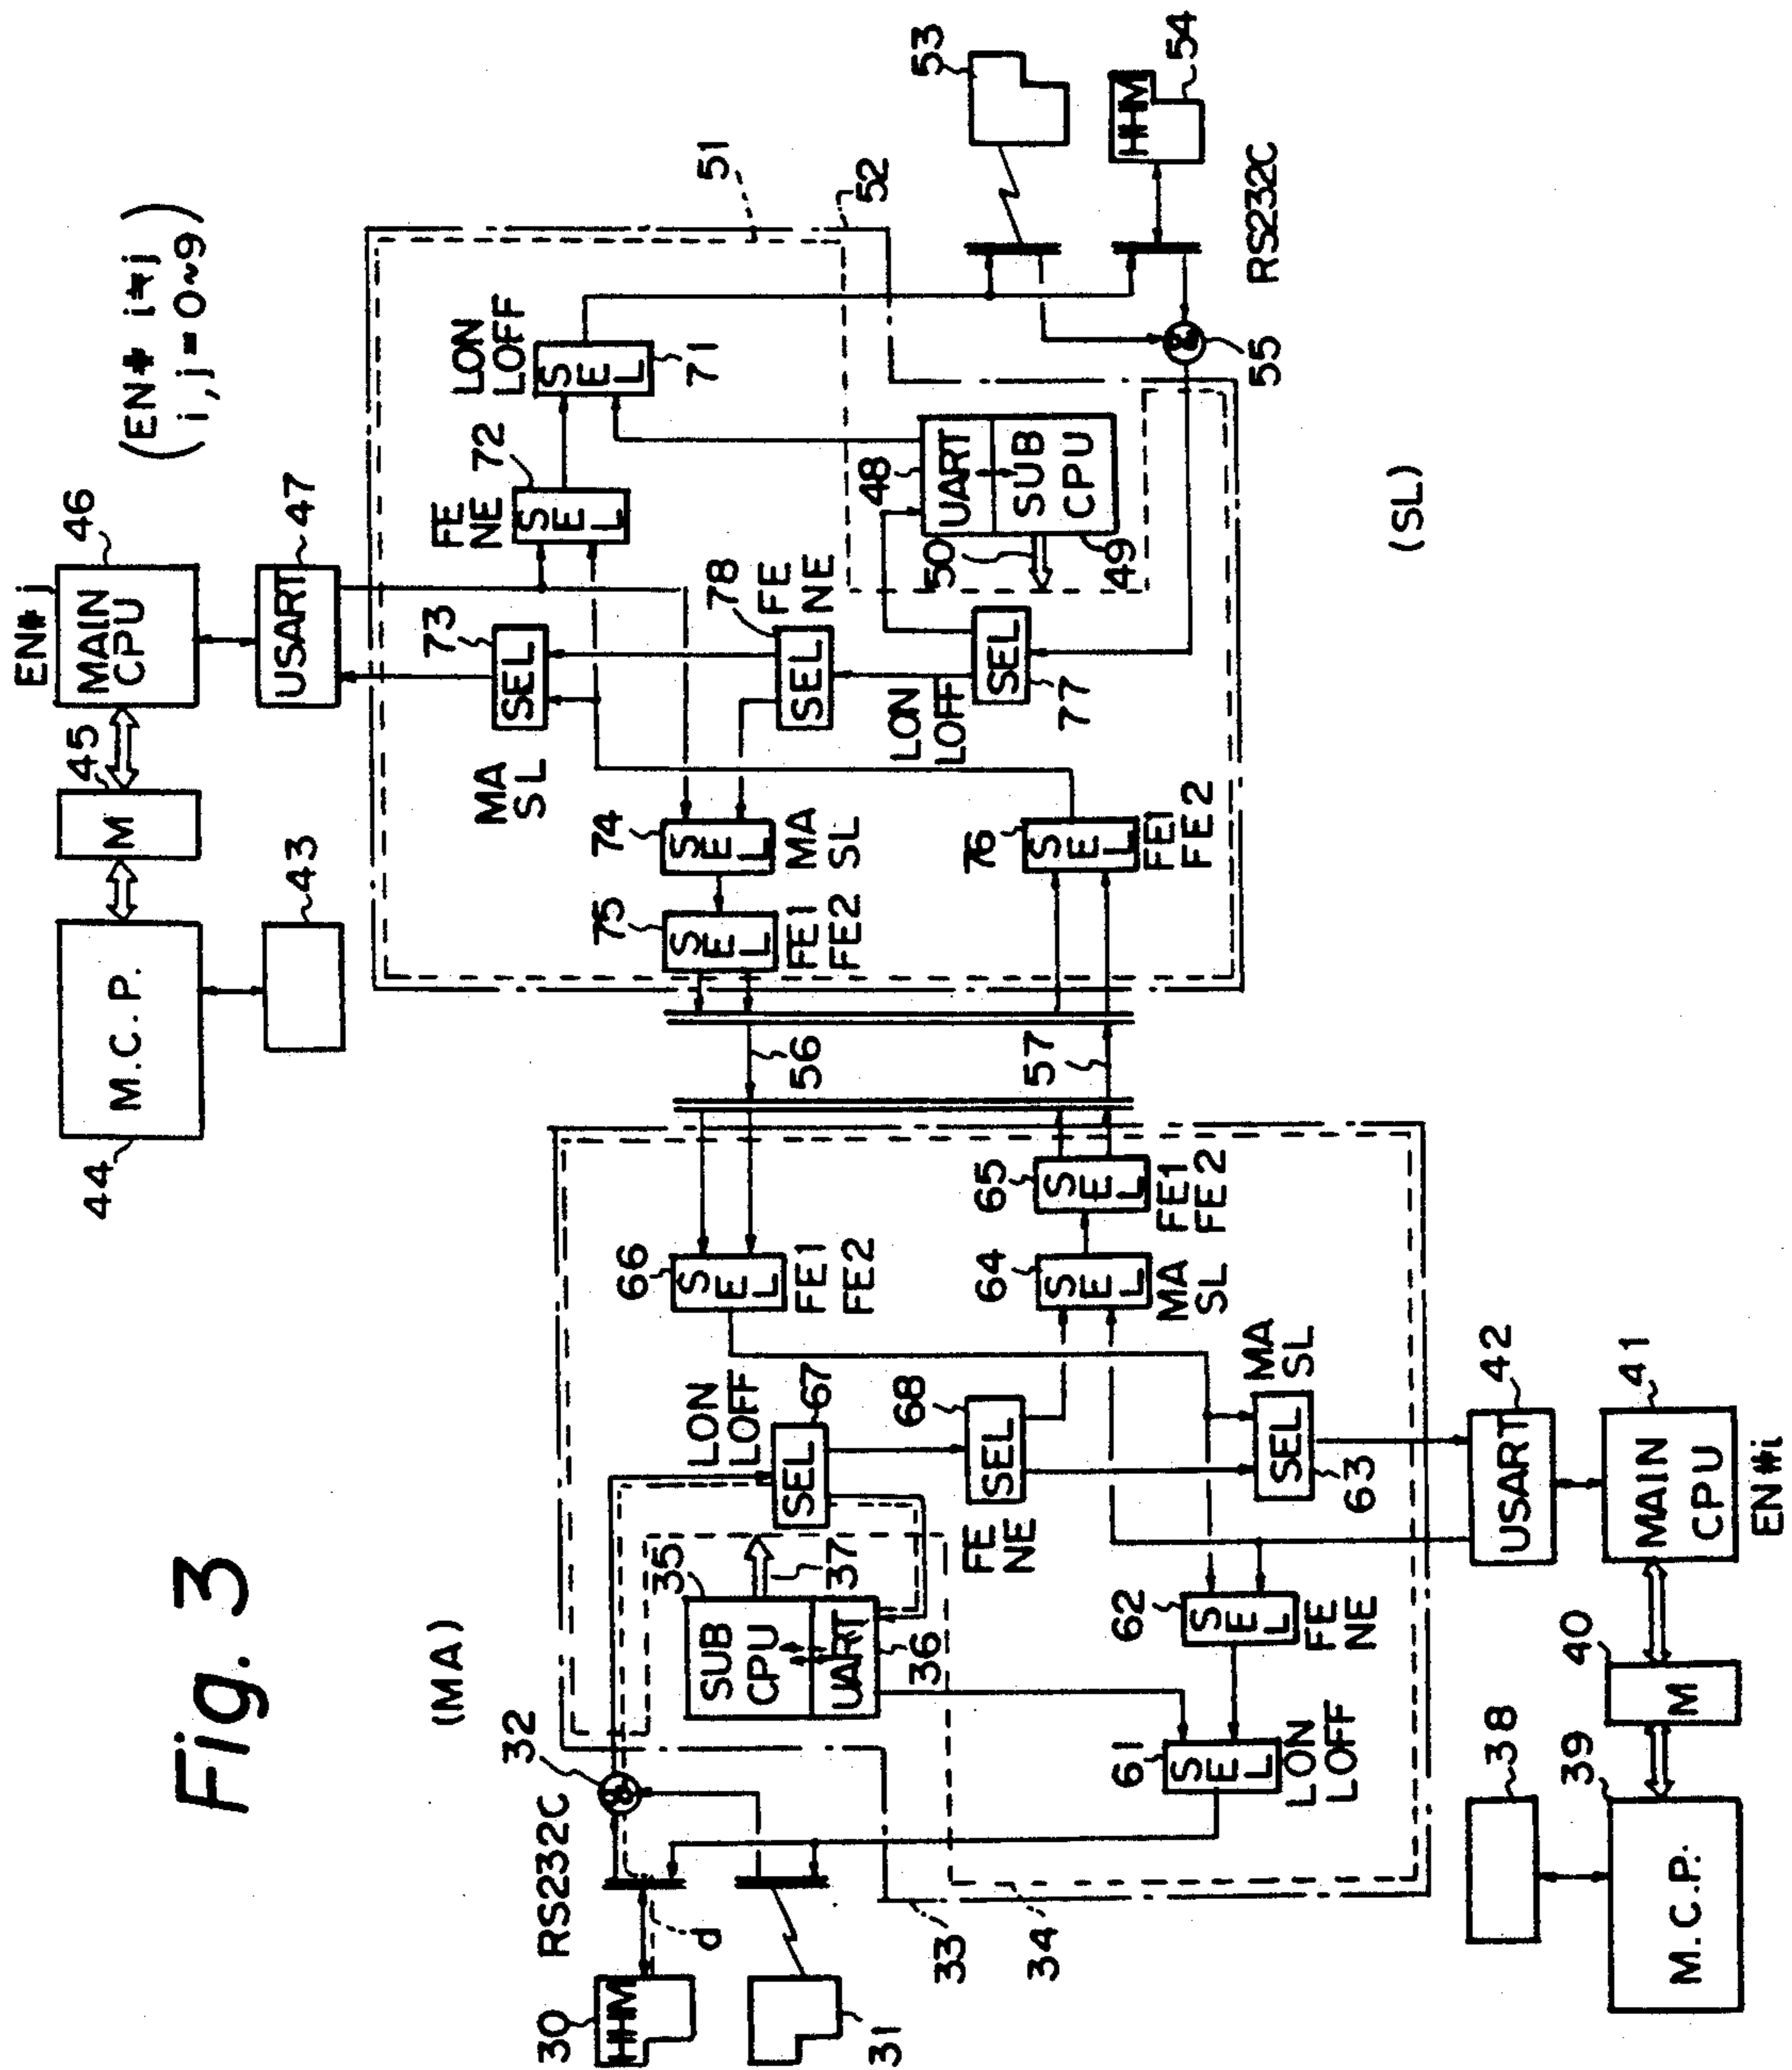 Fig. 3
(MA)
30
HHM
RS232C
d
31
32
33
34
SUB
CPU
35
UART
36
37
LON
LOFF
SEL
67
SEL
68
FE
NE
SEL
66
FE1
FE2
SEL
65
FE1
FE2
SEL
64
MA
SL
MA
SL
SEL
63
62
SEL
FE
NE
61
SEL
LON
LOFF
38
39
M.C.P.
40
M
MAIN
CPU
41
EN#i
USART
42
56
57
EN#j
MAIN
CPU
46
USART
47
45
M
M.C.P.
44
43
(EN# i≒j
i, j = 0~9)
51
52
LON
LOFF
SEL
71
72
FE
NE
SEL
73
SEL
MA
SL
74
SEL
MA
SL
75
SEL
FE1
FE2
76
SEL
FE1
FE2
78
FE
NE
SEL
LON
LOFF
SEL
77
48
UART
SUB
CPU
49
50
53
HHM
54
RS232C
55
(SL)